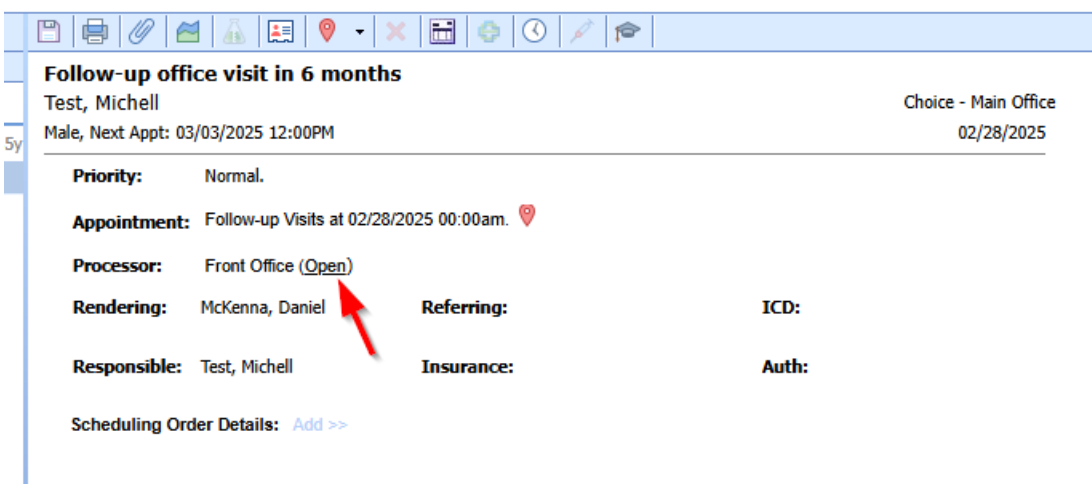 Follow-up office visit in 6 months
Test, Michell
Choice - Main Office
Male, Next Appt: 03/03/2025 12:00PM
02/28/2025
5y
Priority: Normal.
Appointment: Follow-up Visits at 02/28/2025 00:00am.
Processor: Front Office (Open)
Rendering: McKenna, Daniel Referring: ICD:
Responsible: Test, Michell Insurance: Auth:
Scheduling Order Details: Add >>